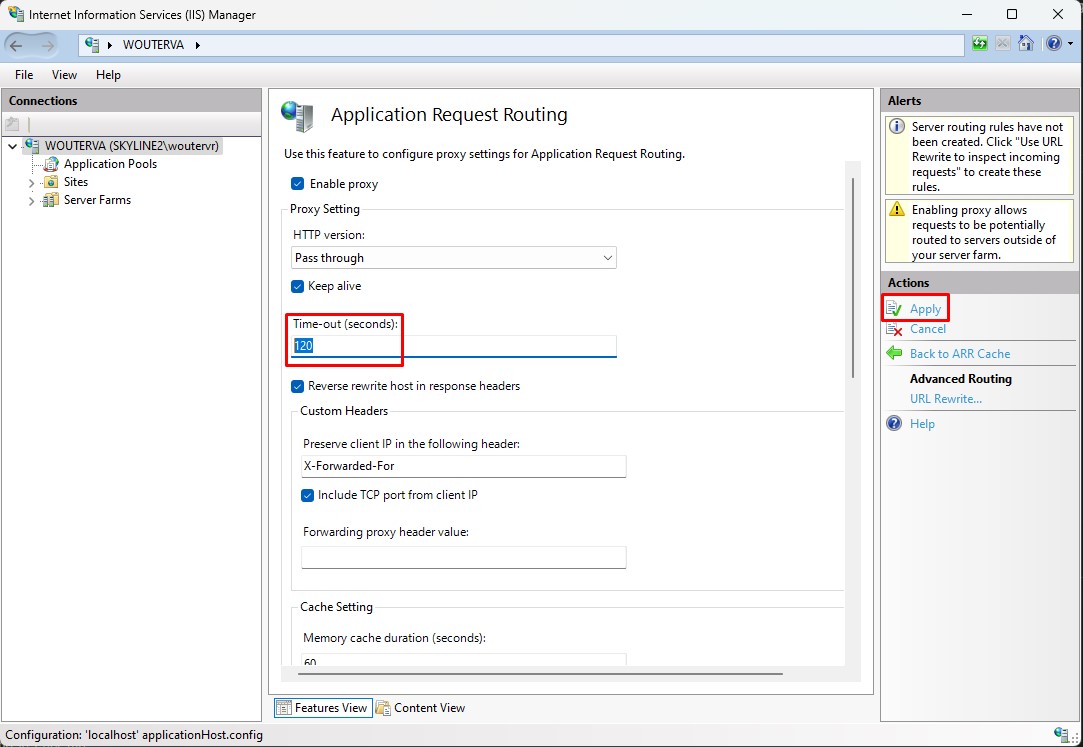 Internet Information Services (IIS) Manager
WOUTERVA
File View Help
Connections
WOUTERVA (SKYLINE2\woutervr)
Application Pools
Sites
Server Farms
Application Request Routing
Use this feature to configure proxy settings for Application Request Routing.
Enable proxy
Proxy Setting
HTTP version:
Pass through
Keep alive
Time-out (seconds):
120
Reverse rewrite host in response headers
Custom Headers
Preserve client IP in the following header:
X-Forwarded-For
Include TCP port from client IP
Forwarding proxy header value:
Cache Setting
Memory cache duration (seconds):
60
Features View
Content View
Alerts
Server routing rules have not
been created. Click "Use URL
Rewrite to inspect incoming
requests" to create these
rules.
Enabling proxy allows
requests to be potentially
routed to servers outside of
your server farm.
Actions
Apply
Cancel
Back to ARR Cache
Advanced Routing
URL Rewrite...
Help
Configuration: 'localhost' applicationHost.config